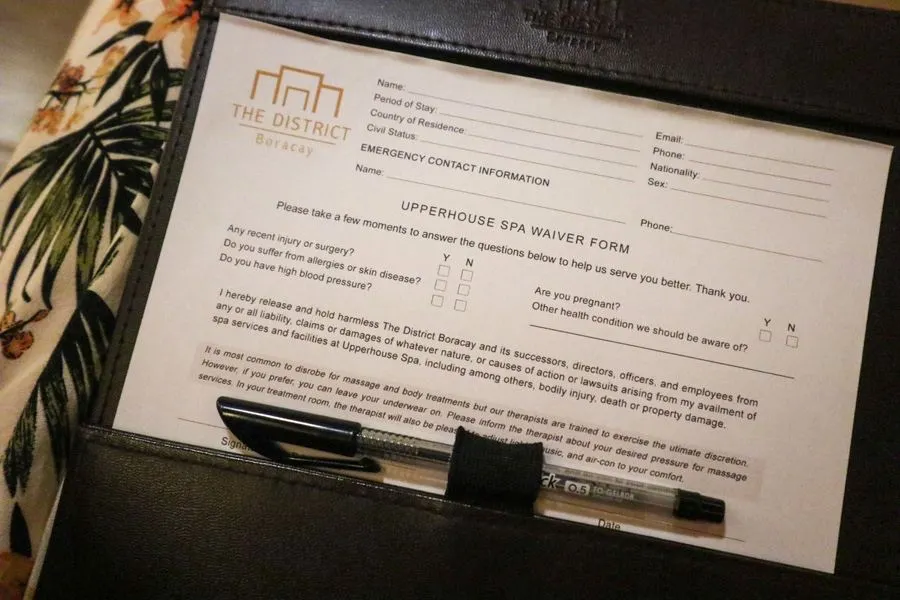 THE DISTRICT
Boracay
THE DISTRICT
Boracay
Name:
Period of Stay:
Country of Residence:
Civil Status:
Email:
Phone:
Nationality:
Sex:
EMERGENCY CONTACT INFORMATION
Name:
Phone:
UPPERHOUSE SPA WAIVER FORM
Please take a few moments to answer the questions below to help us serve you better. Thank you.
Y N
Any recent injury or surgery?
Do you suffer from allergies or skin disease?
Do you have high blood pressure?
Y N
Are you pregnant?
Other health condition we should be aware of?
I hereby release and hold harmless The District Boracay and its successors, directors, officers, and employees from
any or all liability, claims or damages of whatever nature, or causes of action or lawsuits arising from my availment of
spa services and facilities at Upperhouse Spa, including among others, bodily injury, death or property damage.
It is most common to disrobe for massage and body treatments but our therapists are trained to exercise the utimate discretion.
However, if you prefer, you can leave your underwear on. Please inform the therapist about your desired pressure for massage
services. In your treatment room, the therapist will also be to adjust music, and air-con to your comfort.
0.5
Date